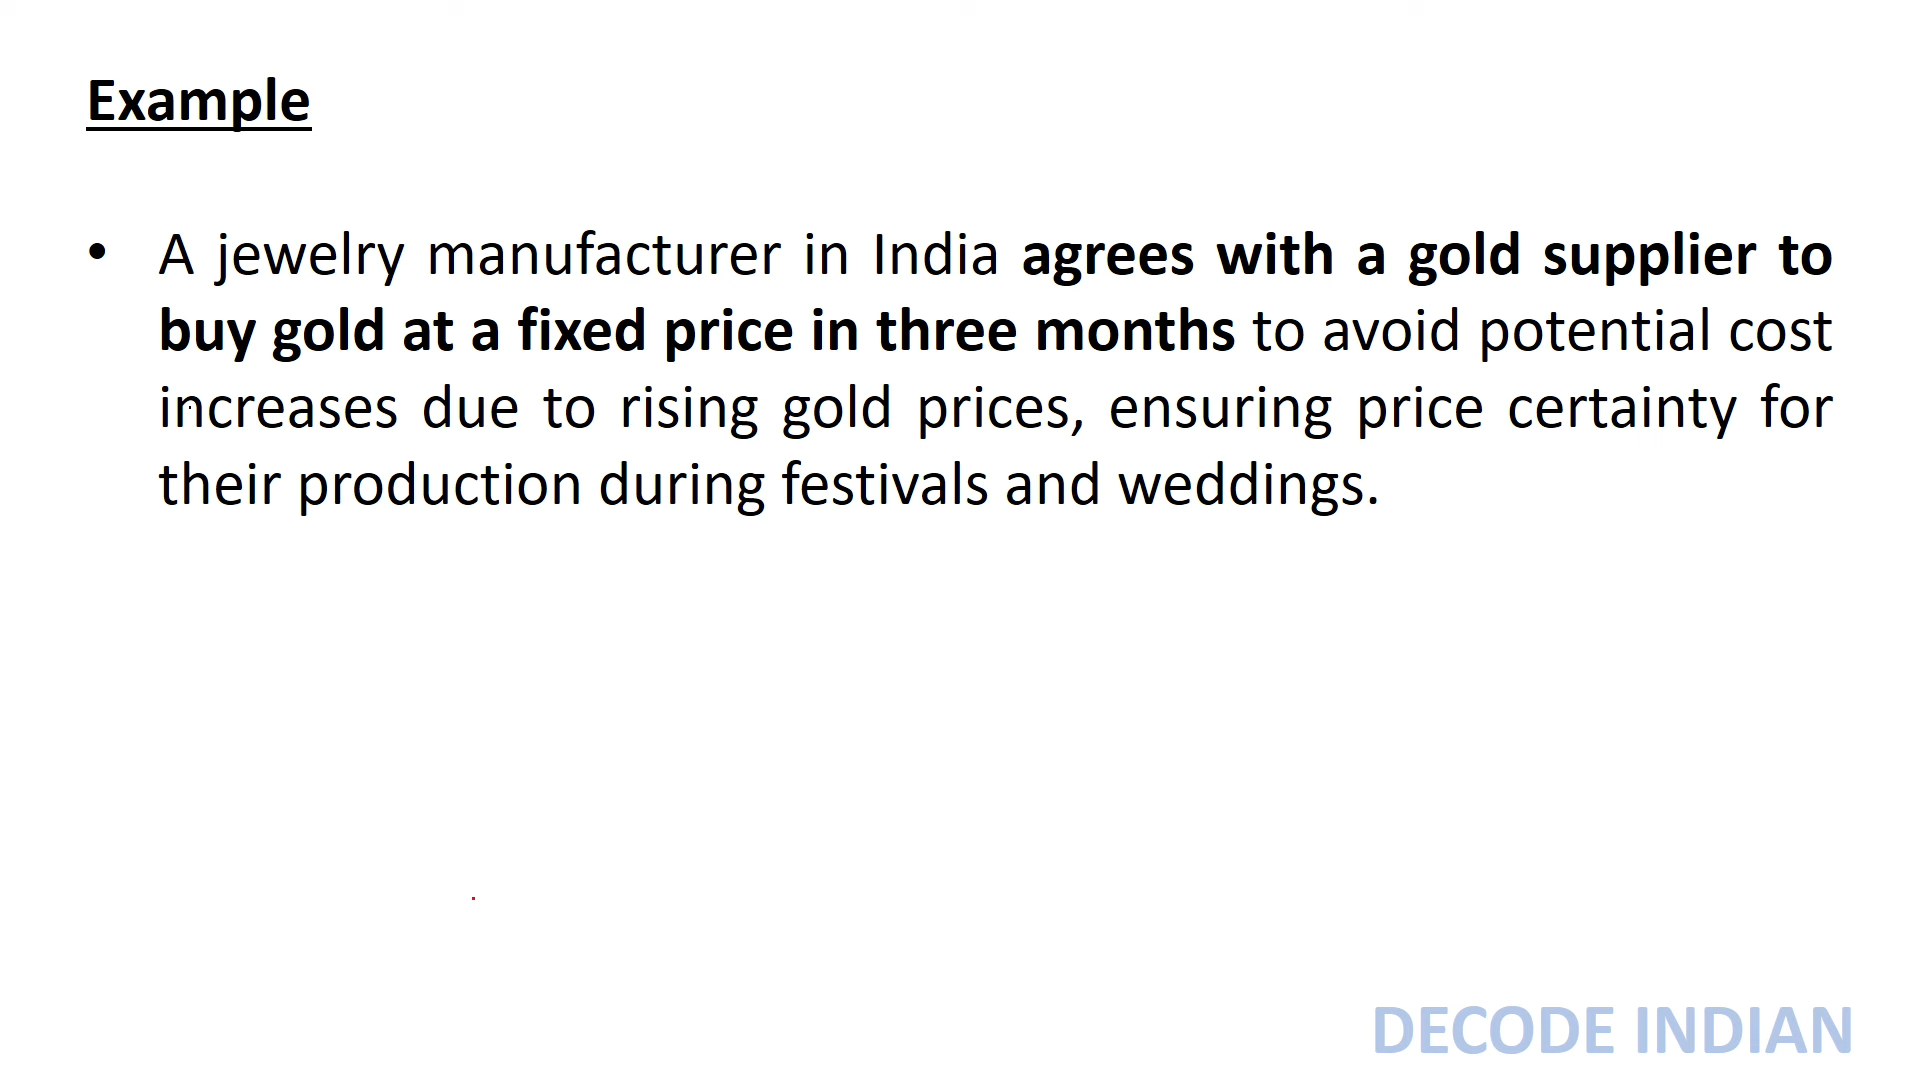 Example
• A jewelry manufacturer in India agrees with a gold supplier to
buy gold at a fixed price in three months to avoid potential cost
increases due to rising gold prices, ensuring price certainty for
their production during festivals and weddings.
DECODE INDIAN